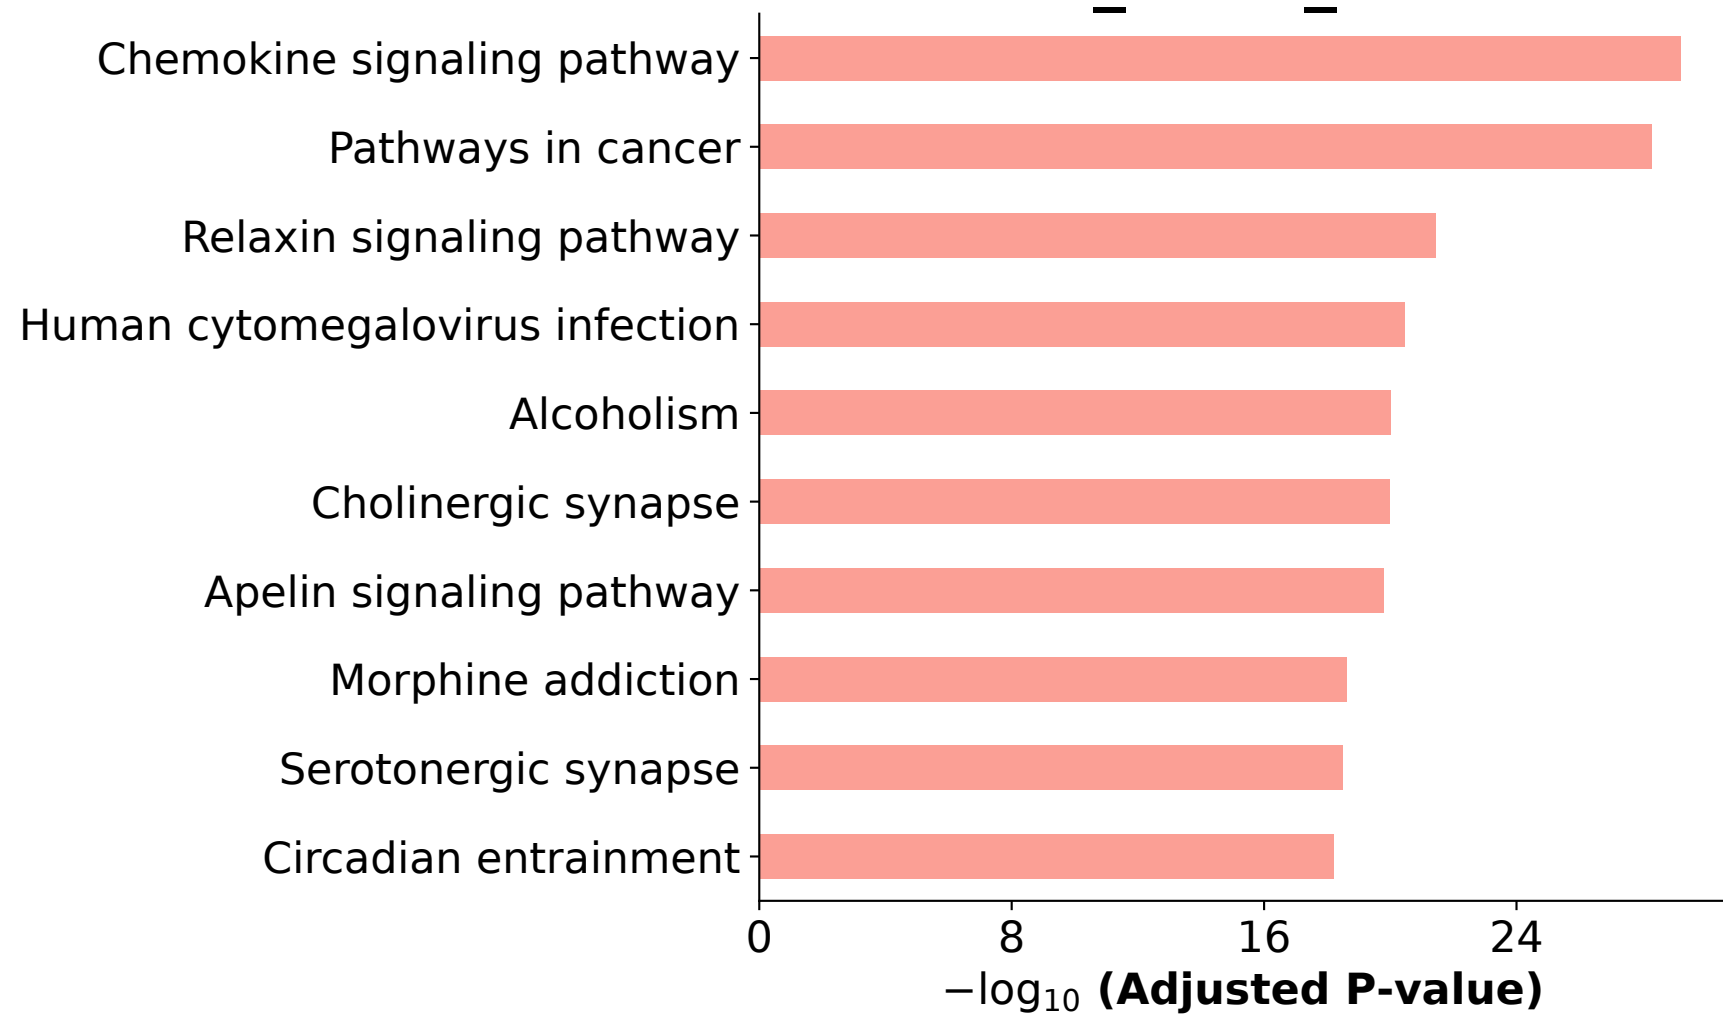 Chemokine signaling pathway
Pathways in cancer
Relaxin signaling pathway
Human cytomegalovirus infection
Alcoholism
Cholinergic synapse
Apelin signaling pathway
Morphine addiction
Serotonergic synapse
Circadian entrainment
0 8 16 24
−log₁₀ (Adjusted P-value)